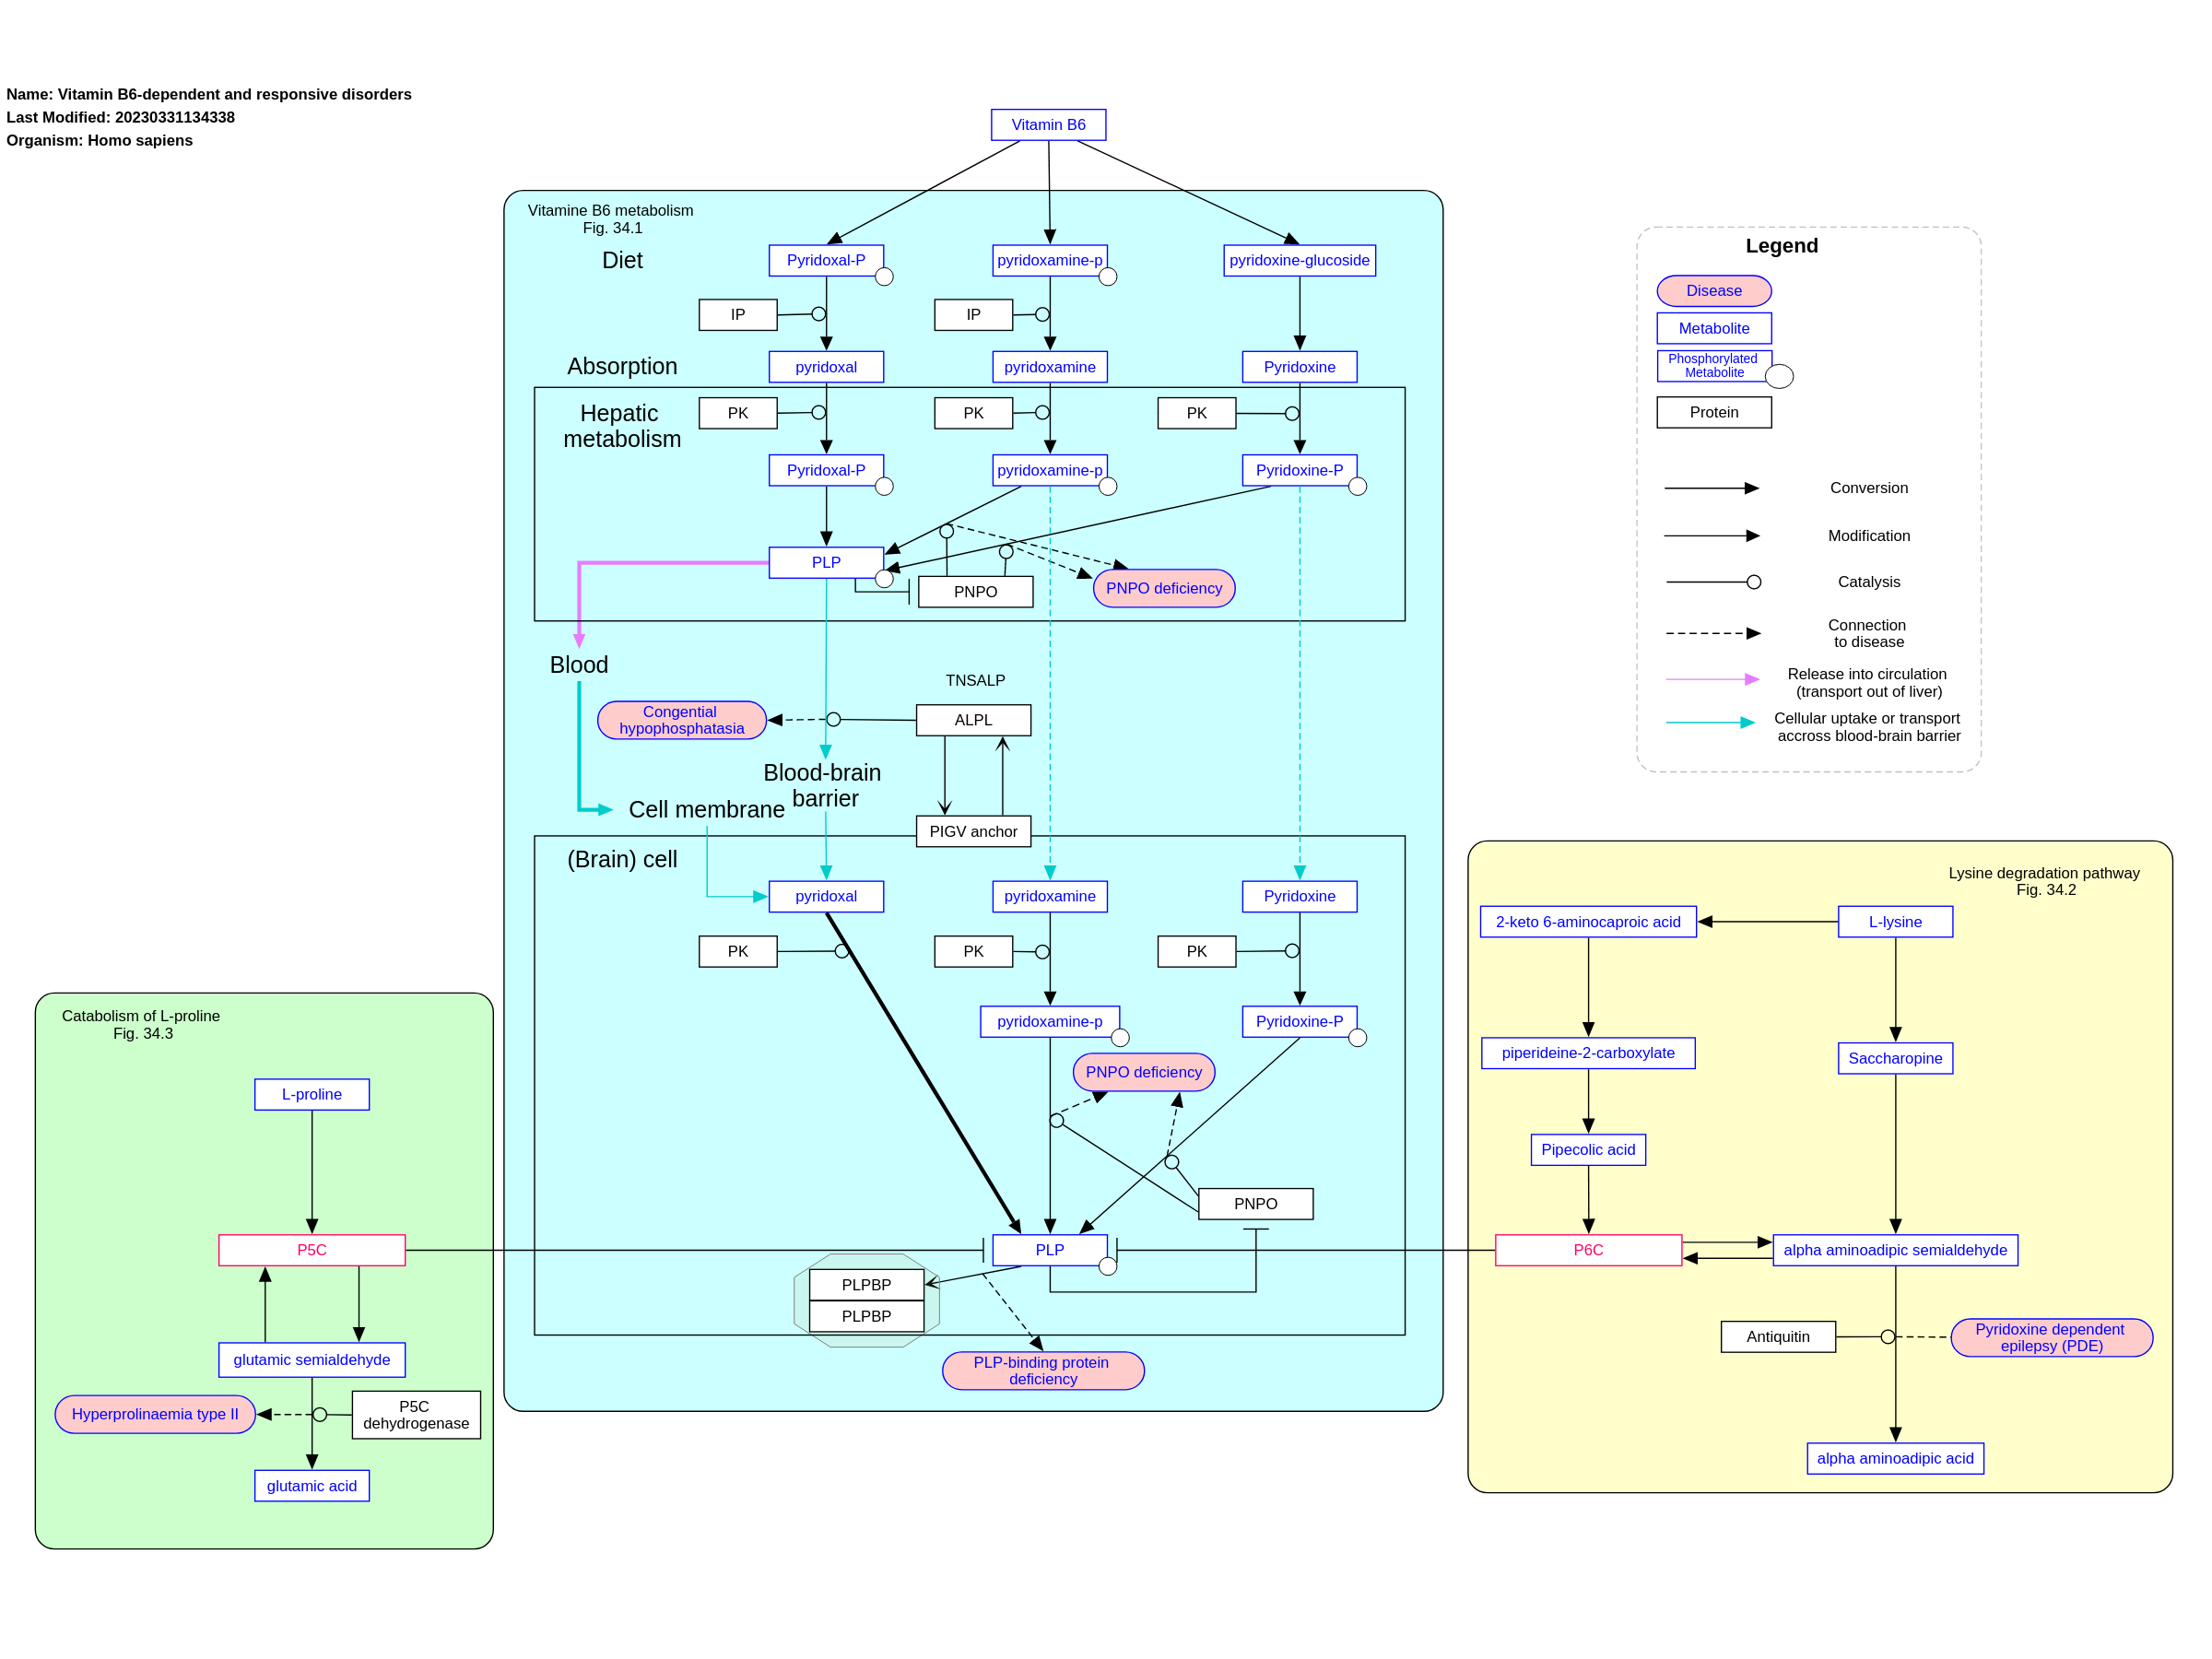 Name: Vitamin B6-dependent and responsive disorders
Last Modified: 20230331134338
Organism: Homo sapiens
Vitamin B6
Vitamine B6 metabolism
Fig. 34.1
Diet
Pyridoxal-P
pyridoxamine-p
pyridoxine-glucoside
IP
IP
Absorption
pyridoxal
pyridoxamine
Pyridoxine
Hepatic
metabolism
PK
PK
PK
Pyridoxal-P
pyridoxamine-p
Pyridoxine-P
PLP
PNPO
PNPO deficiency
Blood
TNSALP
Congential
hypophosphatasia
ALPL
Blood-brain
barrier
Cell membrane
PIGV anchor
(Brain) cell
pyridoxal
pyridoxamine
Pyridoxine
PK
PK
PK
pyridoxamine-p
Pyridoxine-P
PNPO deficiency
PNPO
PLP
PLPBP
PLPBP
PLP-binding protein
deficiency
Legend
Disease
Metabolite
Phosphorylated
Metabolite
Protein
Conversion
Modification
Catalysis
Connection
to disease
Release into circulation
(transport out of liver)
Cellular uptake or transport
accross blood-brain barrier
Lysine degradation pathway
Fig. 34.2
2-keto 6-aminocaproic acid
L-lysine
piperideine-2-carboxylate
Saccharopine
Pipecolic acid
P6C
alpha aminoadipic semialdehyde
Antiquitin
Pyridoxine dependent
epilepsy (PDE)
alpha aminoadipic acid
Catabolism of L-proline
Fig. 34.3
L-proline
P5C
glutamic semialdehyde
Hyperprolinaemia type II
P5C
dehydrogenase
glutamic acid